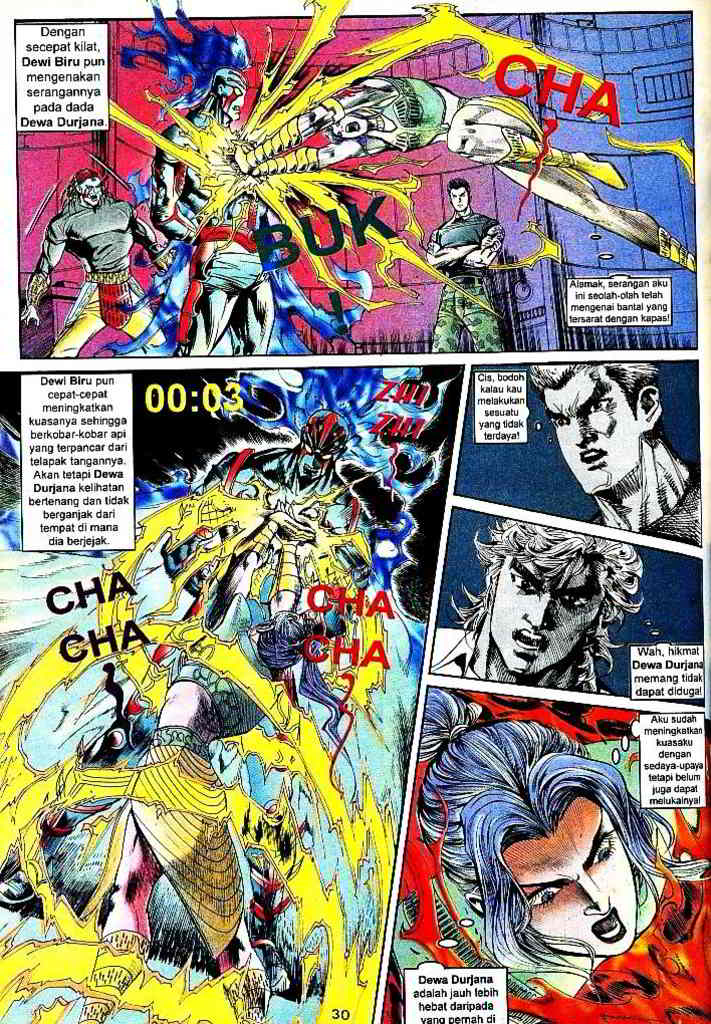 Dengan
secepat kilat,
Dewi Biru pun
mengenakan
serangannya
pada dada
Dewa Durjana.
CHA
BUK
!
Alamak, serangan aku
ini seolah-olah telah
mengenai bantal yang
tersarat dengan kapas!
Dewi Biru pun
cepat-cepat
meningkatkan
kuasanya sehingga
berkobar-kobar api
yang terpancar dari
telapak tangannya.
Akan tetapi Dewa
Durjana kelihatan
bertenang dan tidak
berganjak dari
tempat di mana
dia berjejak.
00:03
ZHI
ZHI
CHA
CHA
CHA
CHA
Cis, bodoh
kalau kau
melakukan
sesuatu
yang tidak
terdaya!
Wah, hikmat
Dewa Durjana
memang tidak
dapat diduga!
Aku sudah
meningkatkan
kuasaku
dengan
sedaya-upaya
tetapi belum
juga dapat
melukainya!
Dewa Durjana
adalah jauh lebih
hebat daripada
yang pernah di
30